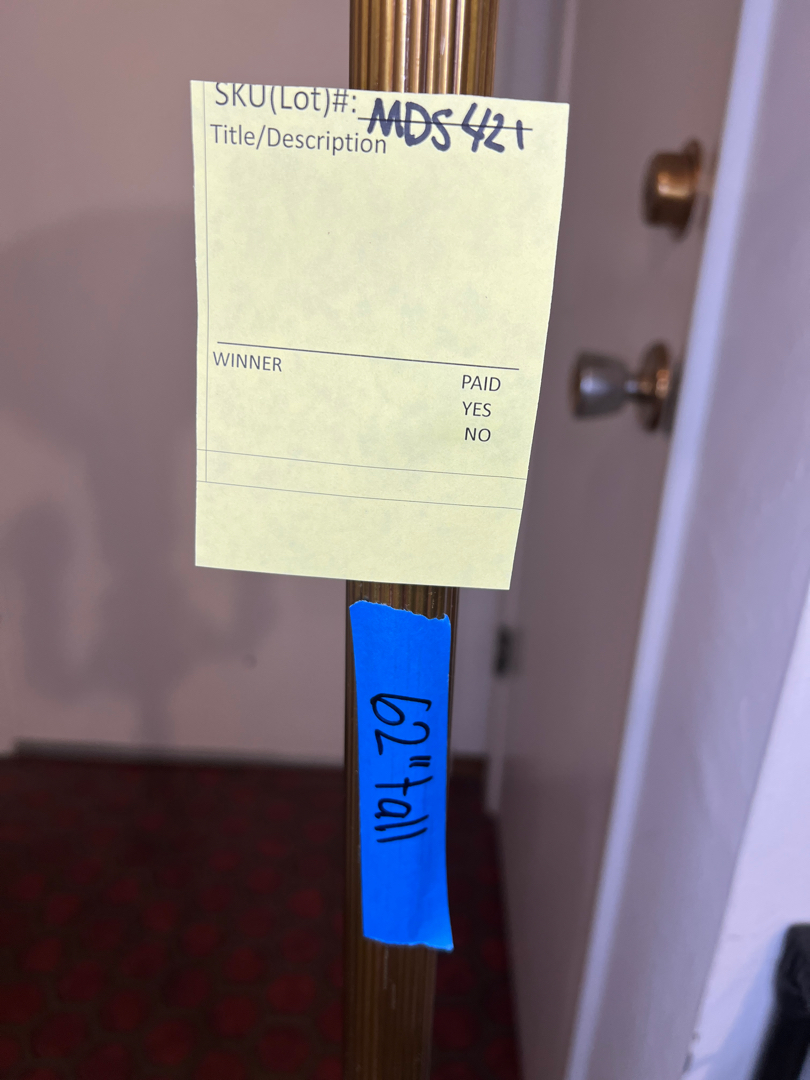 SKU(Lot)#: MDS 421
Title/Description
WINNER
PAID
YES
NO
62" tall